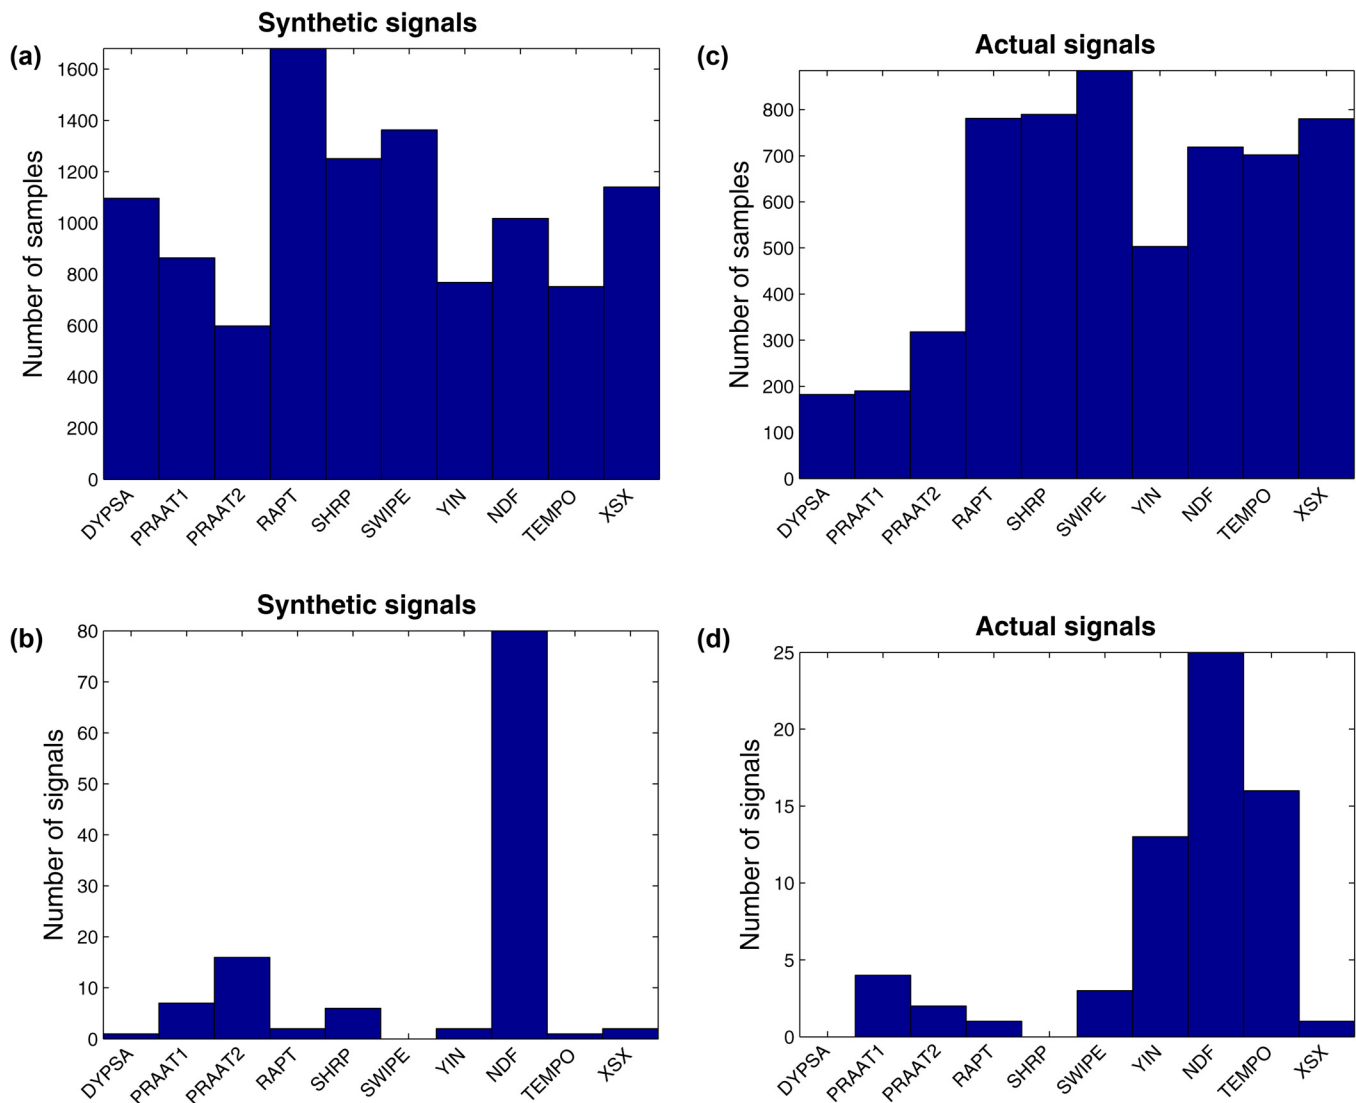 (a)
Synthetic signals
Number of samples
1600
1400
1200
1000
800
600
400
200
0
DYPSA PRAAT1 PRAAT2 RAPT SHRP SWIPE YIN NDF TEMPO XSX
(c)
Actual signals
Number of samples
800
700
600
500
400
300
200
100
0
DYPSA PRAAT1 PRAAT2 RAPT SHRP SWIPE YIN NDF TEMPO XSX
(b)
Synthetic signals
Number of signals
80
70
60
50
40
30
20
10
0
DYPSA PRAAT1 PRAAT2 RAPT SHRP SWIPE YIN NDF TEMPO XSX
(d)
Actual signals
Number of signals
25
20
15
10
5
0
DYPSA PRAAT1 PRAAT2 RAPT SHRP SWIPE YIN NDF TEMPO XSX